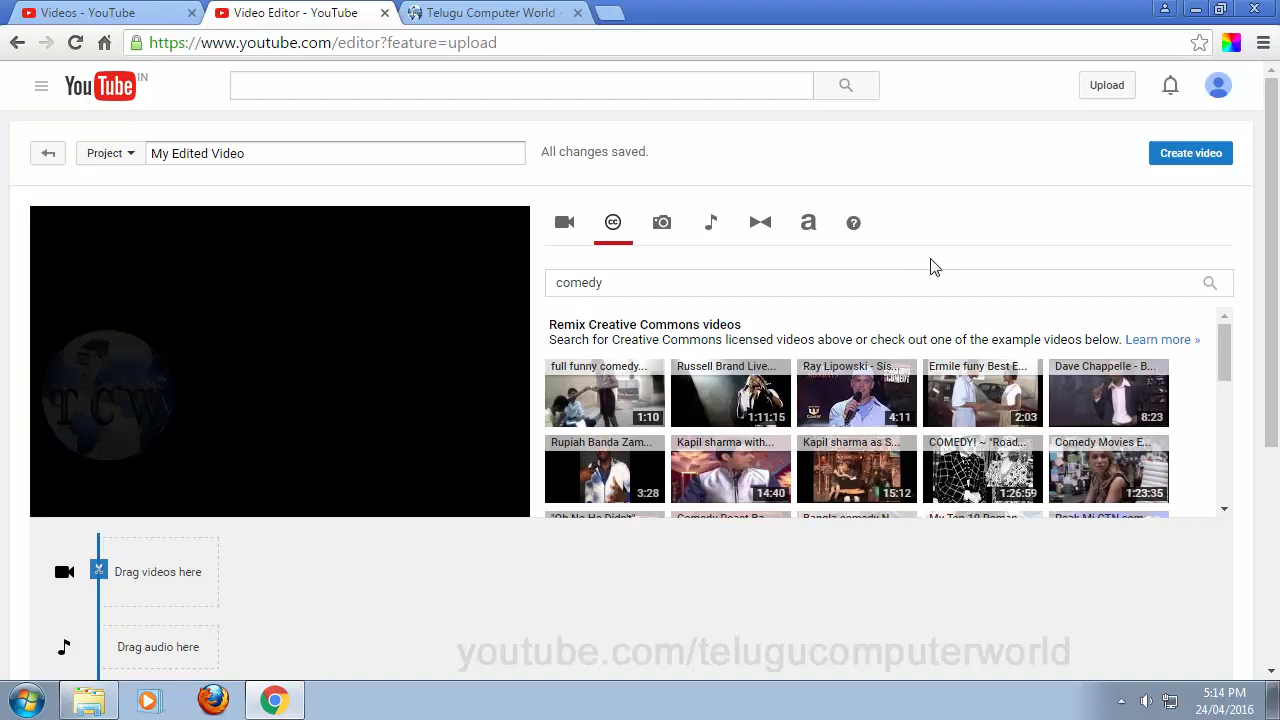 Videos - YouTube
Video Editor - YouTube
Telugu Computer World
https://www.youtube.com/editor?feature=upload
YouTube IN
Upload
Project
My Edited Video
All changes saved.
Create video
cc
a
?
comedy
Remix Creative Commons videos
Search for Creative Commons licensed videos above or check out one of the example videos below. Learn more »
full funny comedy... Russell Brand Live... Ray Lipowski - Sis... Ermile funy Best E... Dave Chappelle - B...
1:10 1:11:15 4:11 2:03 8:23
Rupiah Banda Zam... Kapil sharma with... Kapil sharma as S... COMEDY! ~ "Road... Comedy Movies E...
3:28 14:40 15:12 1:26:59 1:23:35
TCW
Drag videos here
Drag audio here
youtube.com/telugucomputerworld
5:14 PM
24/04/2016